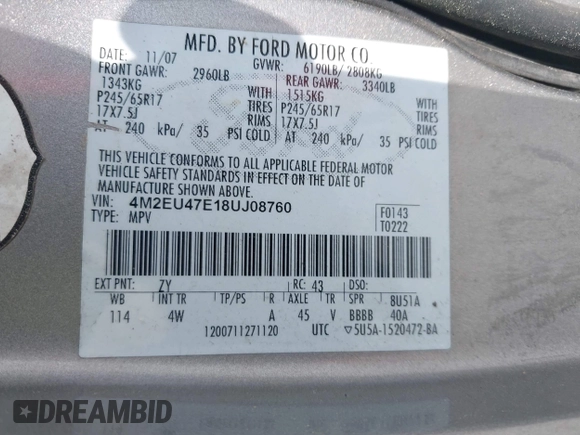 MFD. BY FORD MOTOR CO.
DATE: 11/07 GVWR: 6190LB/ 2808KG
FRONT GAWR: 2960LB REAR GAWR: 3340LB
1343KG WITH 1515KG WITH
P245/65R17 TIRES P245/65R17 TIRES
17X7.5J RIMS 17X7.5J RIMS
AT 240 kPa/ 35 PSI COLD AT 240 kPa/ 35 PSI COLD
THIS VEHICLE CONFORMS TO ALL APPLICABLE FEDERAL MOTOR
VEHICLE SAFETY STANDARDS IN EFFECT ON THE DATE OF
MANUFACTURE SHOWN ABOVE.
VIN: 4M2EU47E18UJ08760
TYPE: MPV
F0143
T0222
EXT PNT: ZY RC: 43 DSO:
WB INT TR TP/PS R AXLE TR SPR 8U51A
114 4W A 45 V BBBB 40A
1200711271120 UTC ▽5U5A-1520472-BA
DREAMBID